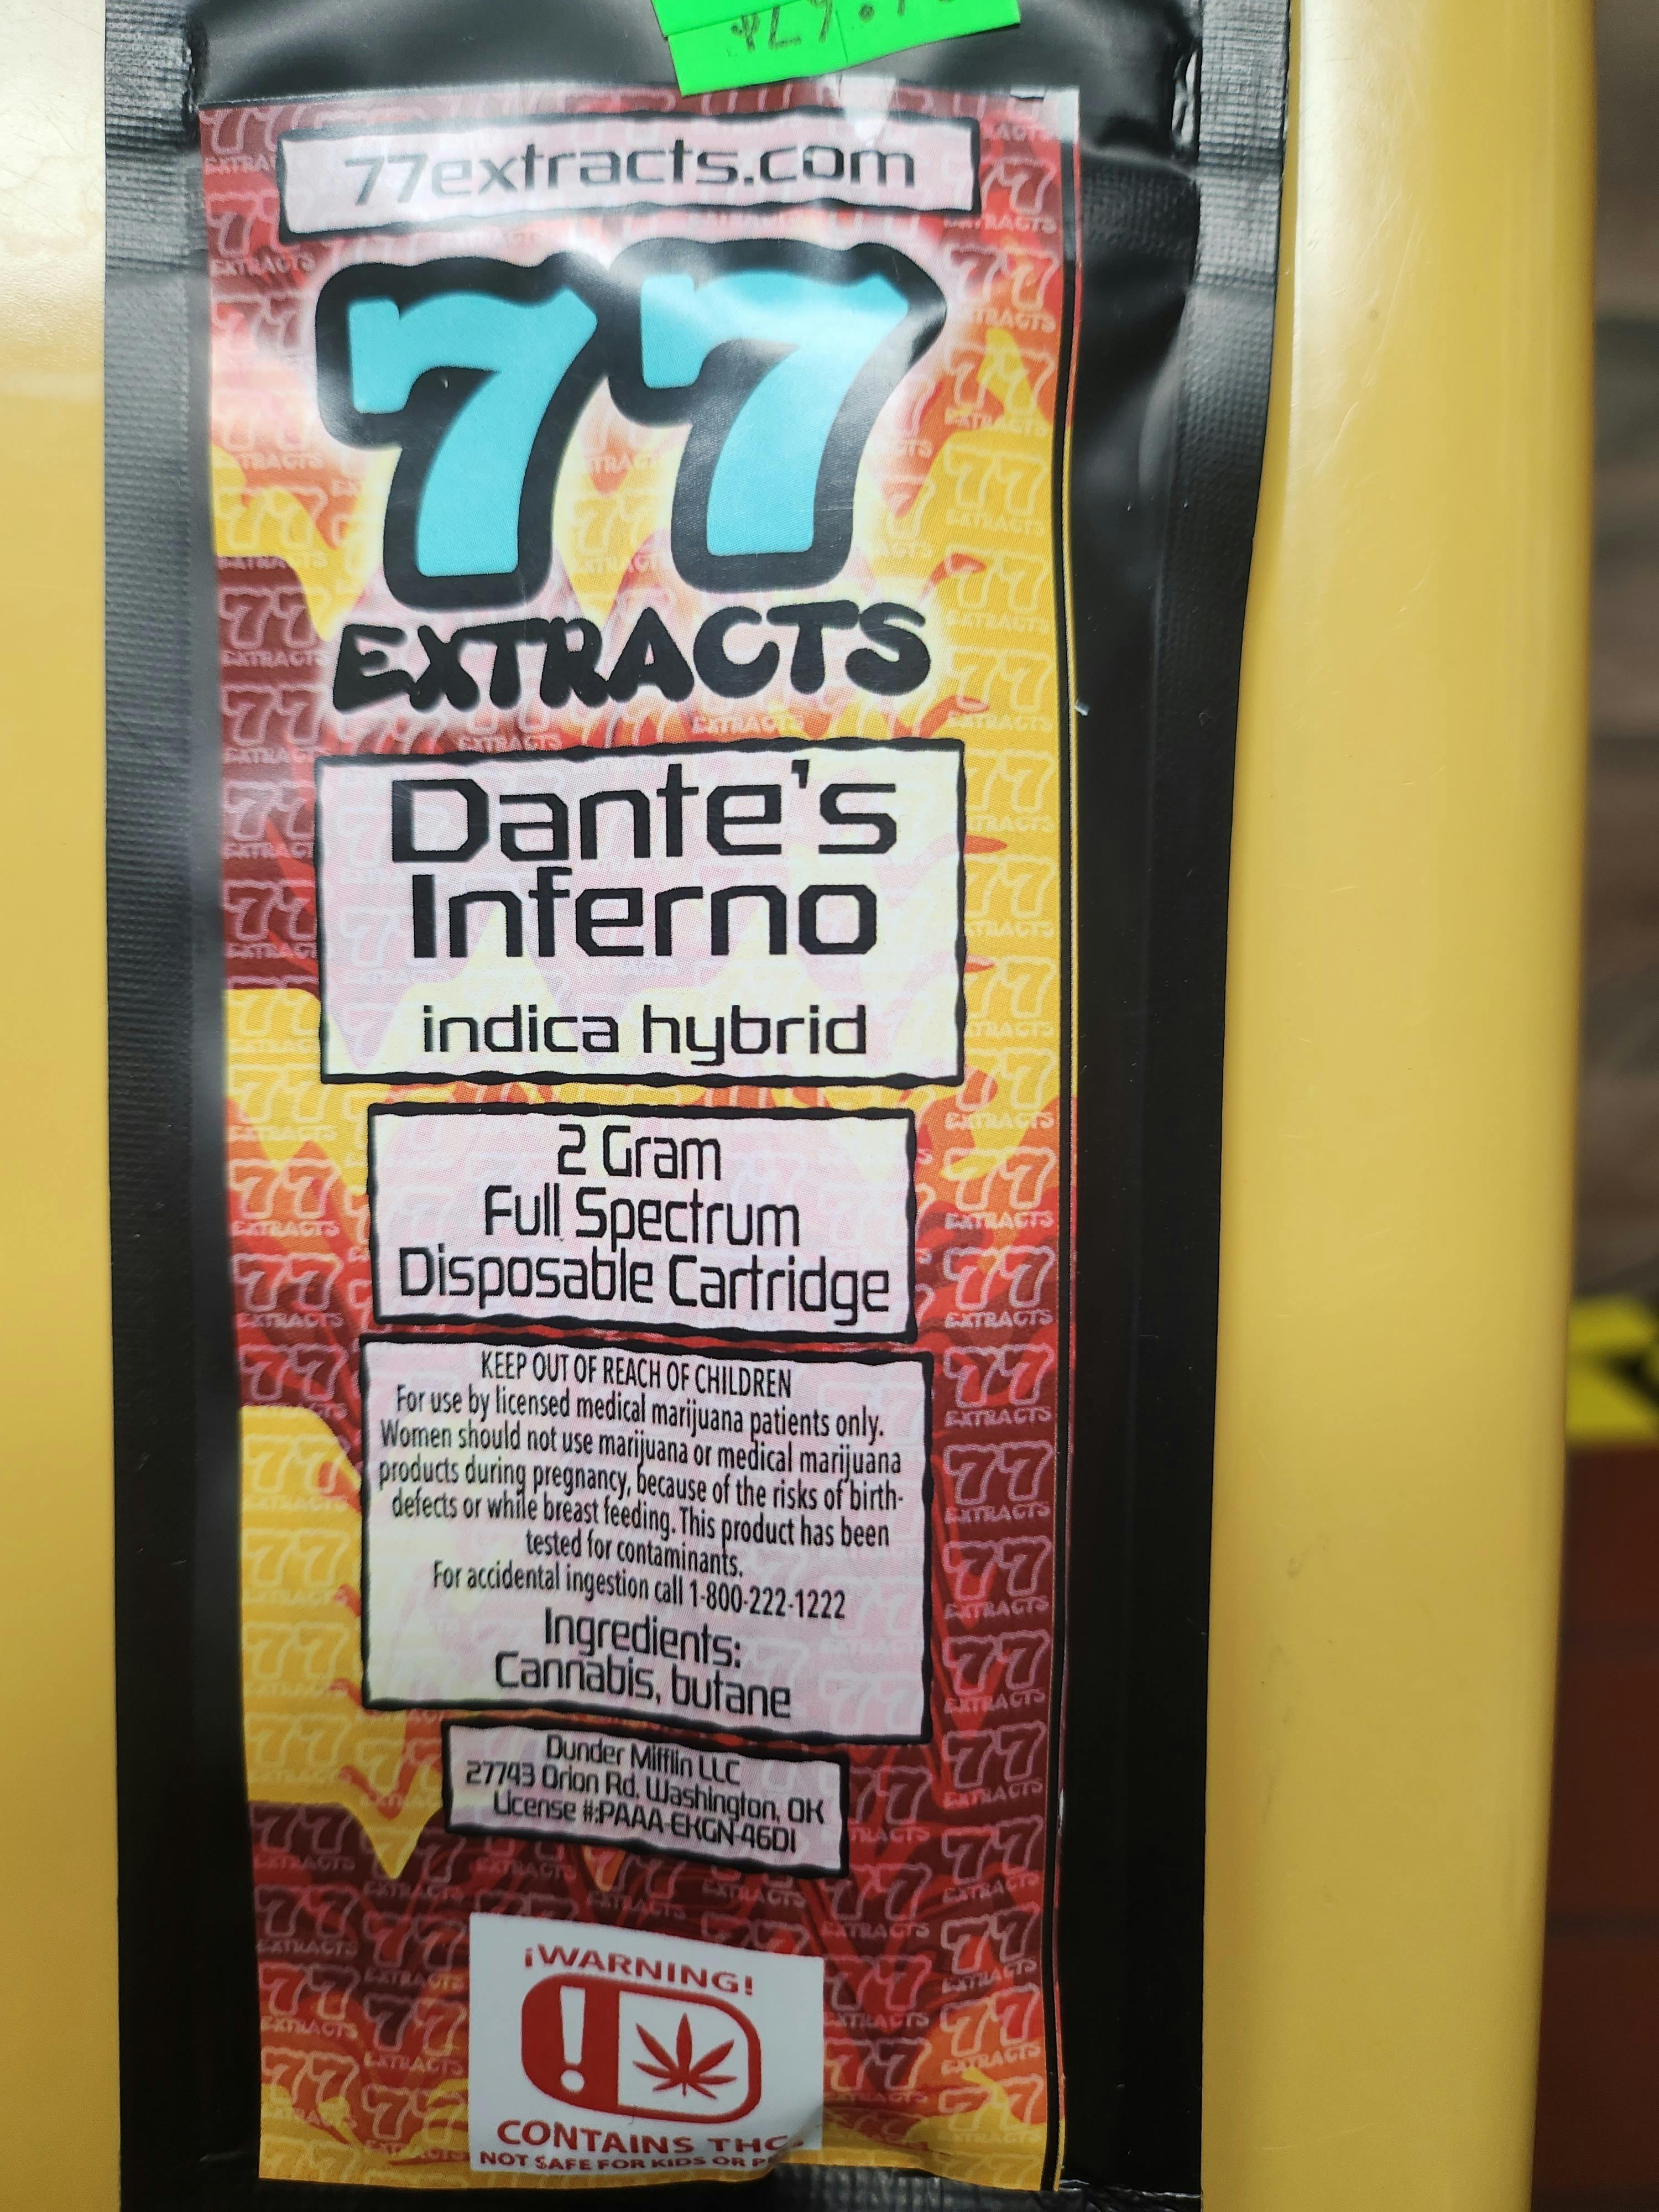 77extracts.com
77
EXTRACTS
Dante's
Inferno
indica hybrid
2 Gram
Full Spectrum
Disposable Cartridge
KEEP OUT OF REACH OF CHILDREN
For use by licensed medical marijuana patients only.
Women should not use marijuana or medical marijuana
products during pregnancy, because of the risks of birth-
defects or while breast feeding. This product has been
tested for contaminants.
For accidental ingestion call 1-800-222-1222
Ingredients:
Cannabis, butane
Dunder Mifflin LLC
27743 Orion Rd. Washington, OK
License #:PAAA-EKGN-46DI
¡WARNING!
CONTAINS THC
NOT SAFE FOR KIDS OR